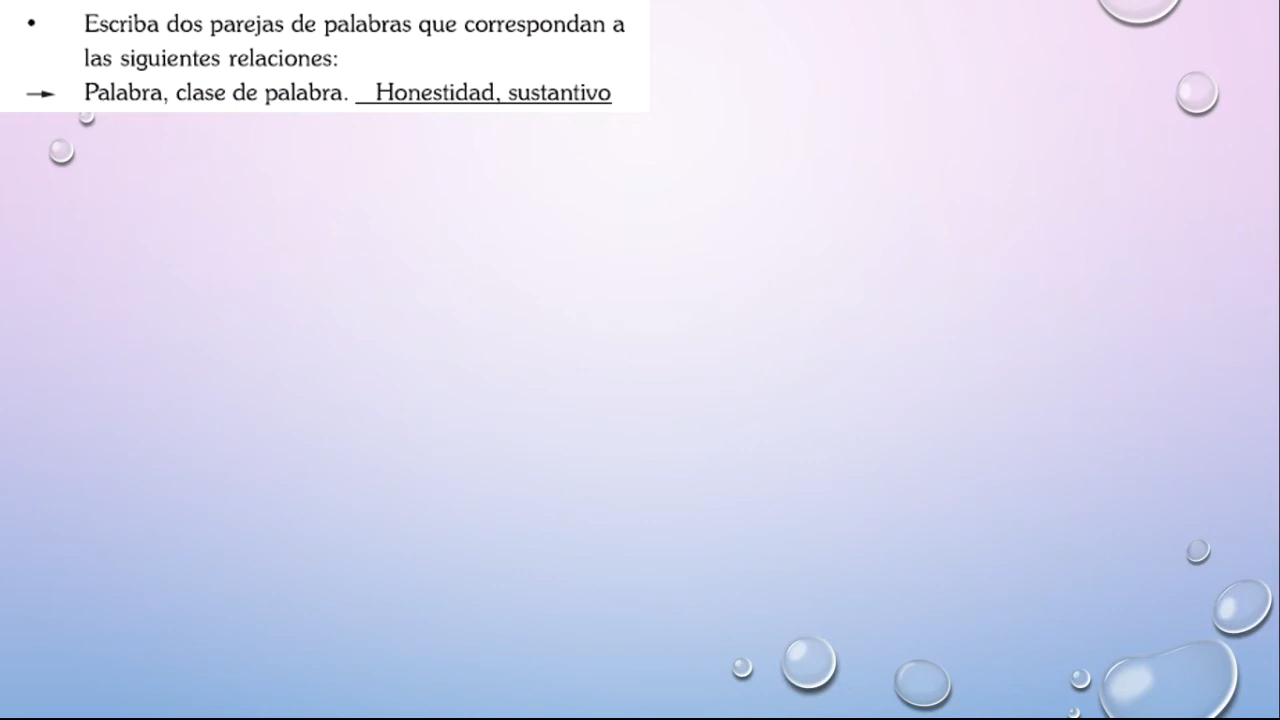 • Escriba dos parejas de palabras que correspondan a
las siguientes relaciones:
→ Palabra, clase de palabra. Honestidad, sustantivo